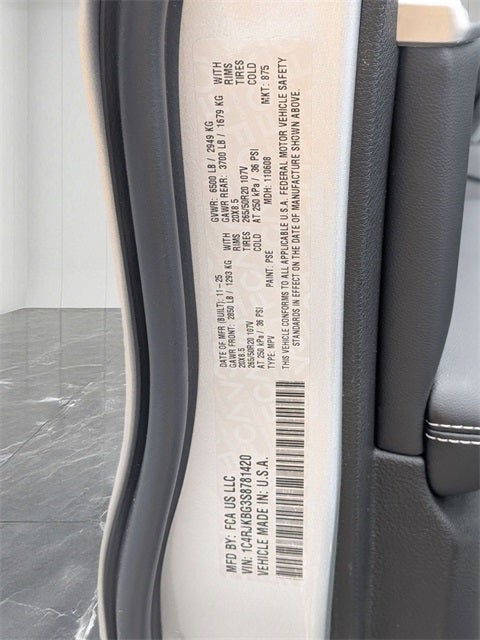 MFD BY: FCA US LLC
VIN: 1C4RJKBG3S8781420
VEHICLE MADE IN: U.S.A.
DATE OF MFR (BUILT): 11-25 GVWR: 6500 LB / 2949 KG
GAWR FRONT: 2850 LB / 1293 KG WITH GAWR REAR: 3700 LB / 1679 KG WITH
20X8.5 RIMS 20X8.5 RIMS
265/50R20 107V TIRES 265/50R20 107V TIRES
AT 250 kPa / 36 PSI COLD AT 250 kPa / 36 PSI COLD
TYPE: MPV PAINT: PSE MDH: 110608 MKT: 875
THIS VEHICLE CONFORMS TO ALL APPLICABLE U.S.A. FEDERAL MOTOR VEHICLE SAFETY
STANDARDS IN EFFECT ON THE DATE OF MANUFACTURE SHOWN ABOVE.